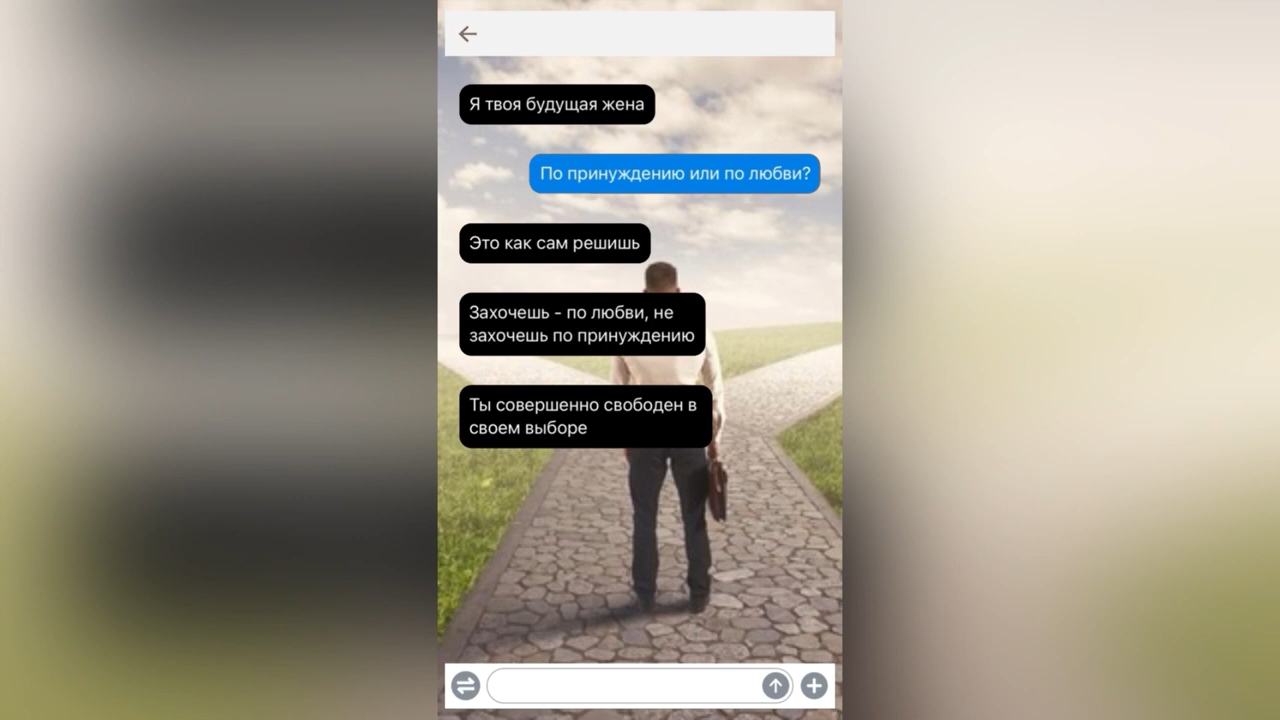 Я твоя будущая жена
По принуждению или по любви?
Это как сам решишь
Захочешь - по любви, не
захочешь по принуждению
Ты совершенно свободен в
своем выборе